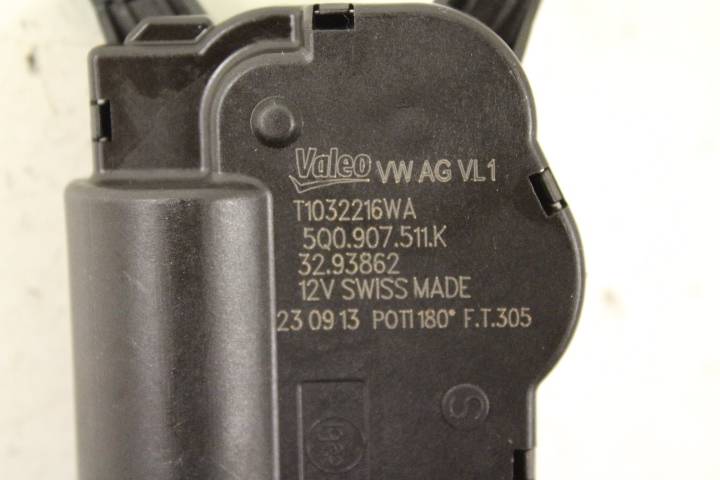 Valeo VW AG VL1
T1032216WA
5Q0.907.511.K
32.93862
12V SWISS MADE
23 09 13 POTI 180° F.T.305
S